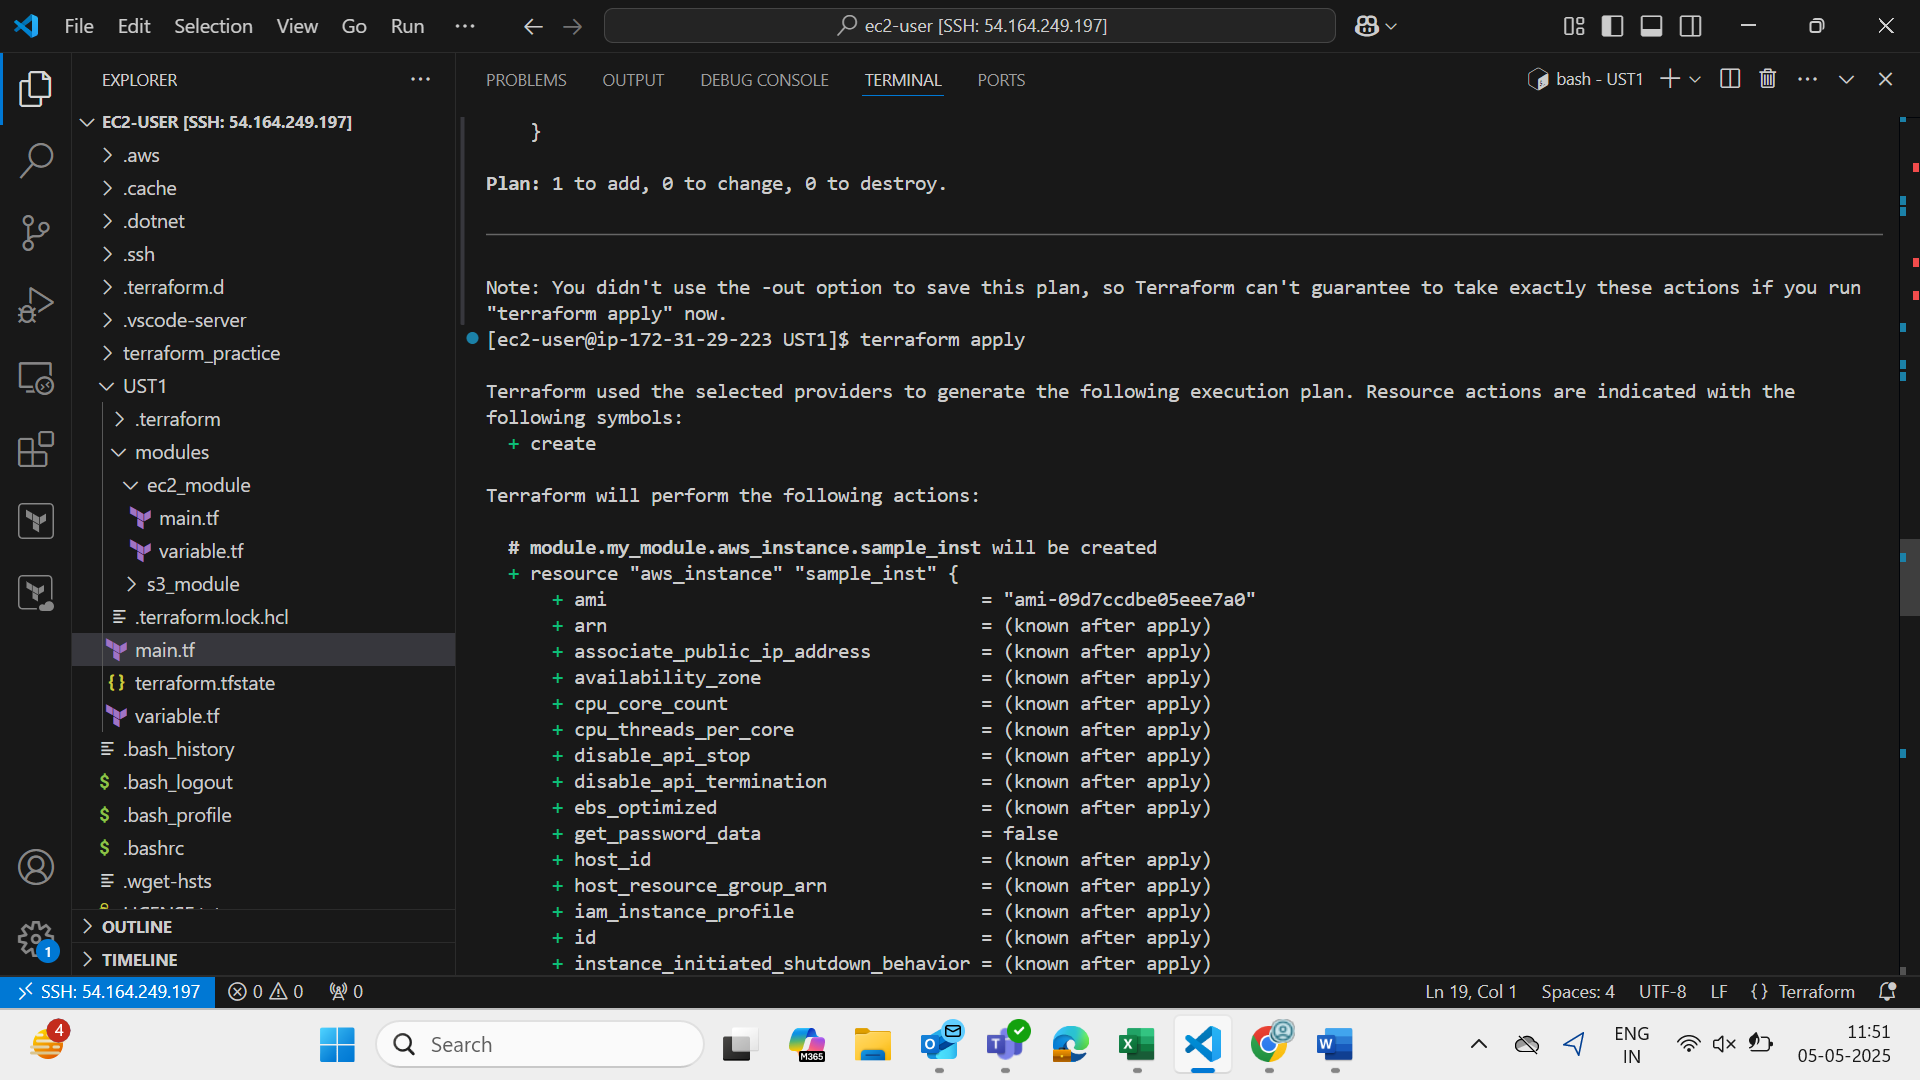 File Edit Selection View Go Run ···
ec2-user [SSH: 54.164.249.197]
EXPLORER
EC2-USER [SSH: 54.164.249.197]
.aws
.cache
.dotnet
.ssh
.terraform.d
.vscode-server
terraform_practice
UST1
.terraform
modules
ec2_module
main.tf
variable.tf
s3_module
.terraform.lock.hcl
main.tf
{} terraform.tfstate
variable.tf
.bash_history
$ .bash_logout
$ .bash_profile
$ .bashrc
.wget-hsts
OUTLINE
TIMELINE
1
PROBLEMS OUTPUT DEBUG CONSOLE TERMINAL PORTS
bash - UST1
}
Plan: 1 to add, 0 to change, 0 to destroy.
Note: You didn't use the -out option to save this plan, so Terraform can't guarantee to take exactly these actions if you run
"terraform apply" now.
[ec2-user@ip-172-31-29-223 UST1]$ terraform apply
Terraform used the selected providers to generate the following execution plan. Resource actions are indicated with the
following symbols:
+ create
Terraform will perform the following actions:
# module.my_module.aws_instance.sample_inst will be created
+ resource "aws_instance" "sample_inst" {
+ ami = "ami-09d7ccdbe05eee7a0"
+ arn = (known after apply)
+ associate_public_ip_address = (known after apply)
+ availability_zone = (known after apply)
+ cpu_core_count = (known after apply)
+ cpu_threads_per_core = (known after apply)
+ disable_api_stop = (known after apply)
+ disable_api_termination = (known after apply)
+ ebs_optimized = (known after apply)
+ get_password_data = false
+ host_id = (known after apply)
+ host_resource_group_arn = (known after apply)
+ iam_instance_profile = (known after apply)
+ id = (known after apply)
+ instance_initiated_shutdown_behavior = (known after apply)
SSH: 54.164.249.197 0 0 0
Ln 19, Col 1 Spaces: 4 UTF-8 LF {} Terraform
4
Search
M365
ENG
IN
11:51
05-05-2025